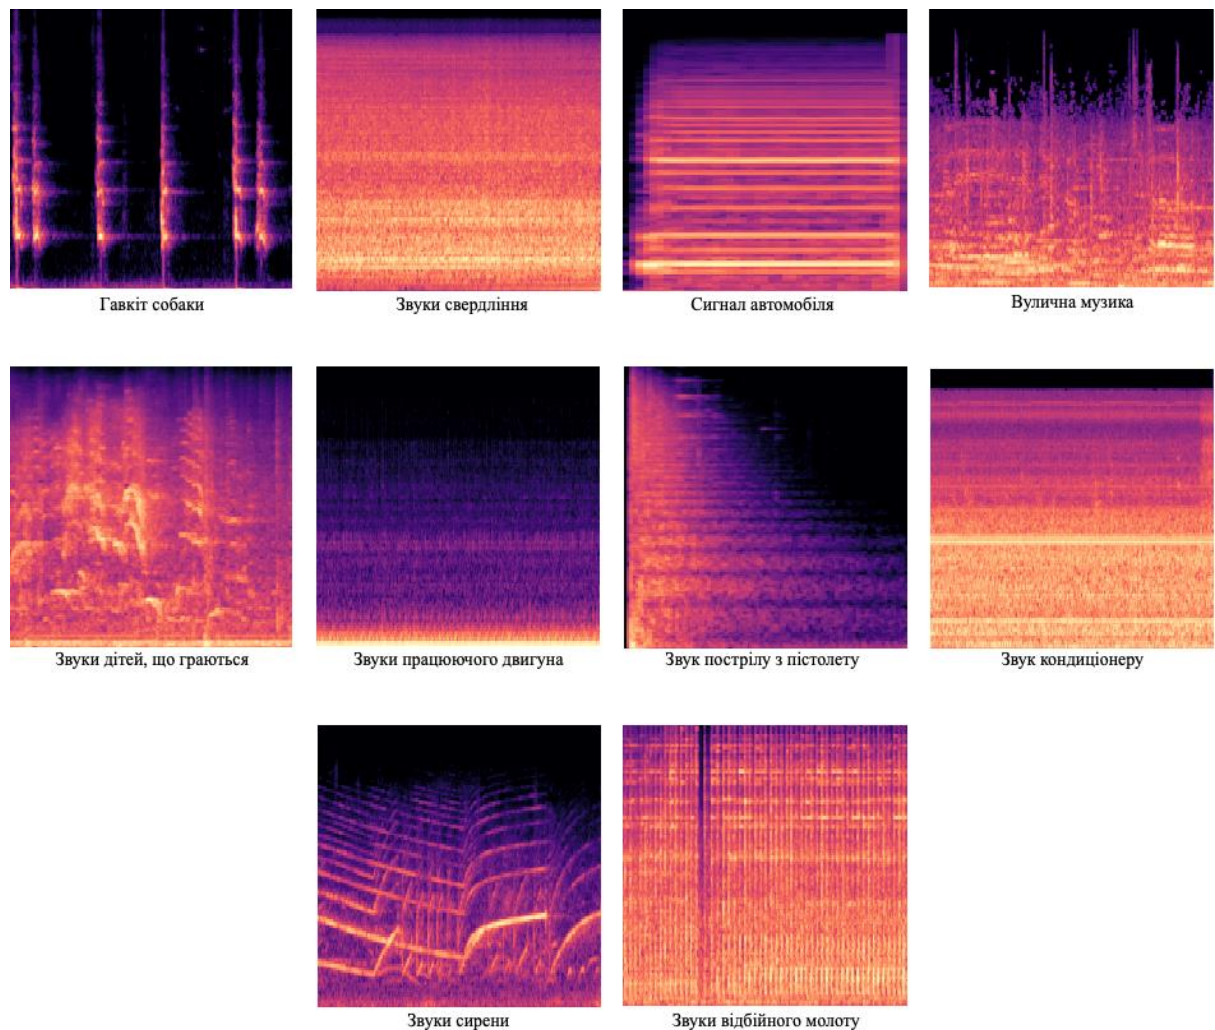 Гавкіт собаки
Звуки свердління
Сигнал автомобіля
Вулична музика
Звуки дітей, що граються
Звуки працюючого двигуна
Звук пострілу з пістолету
Звук кондиціонеру
Звуки сирени
Звуки відбійного молоту